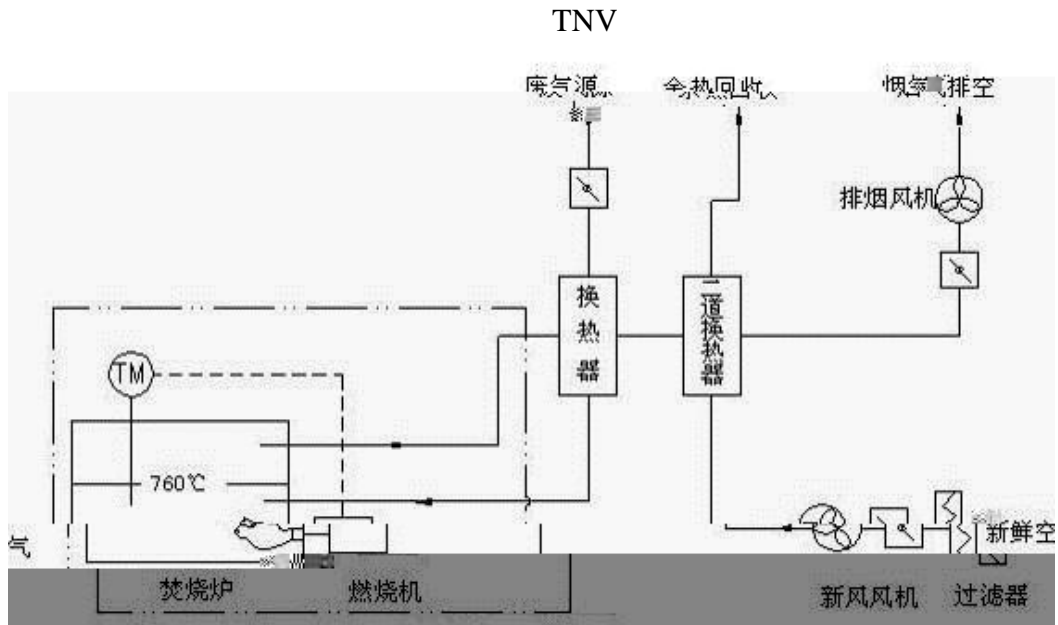 TNV
废气源 余热回收 烟气排空
排烟风机
换热器
二道换热器
TM
760℃
气 新鲜空
焚烧炉 燃烧机 新风风机 过滤器